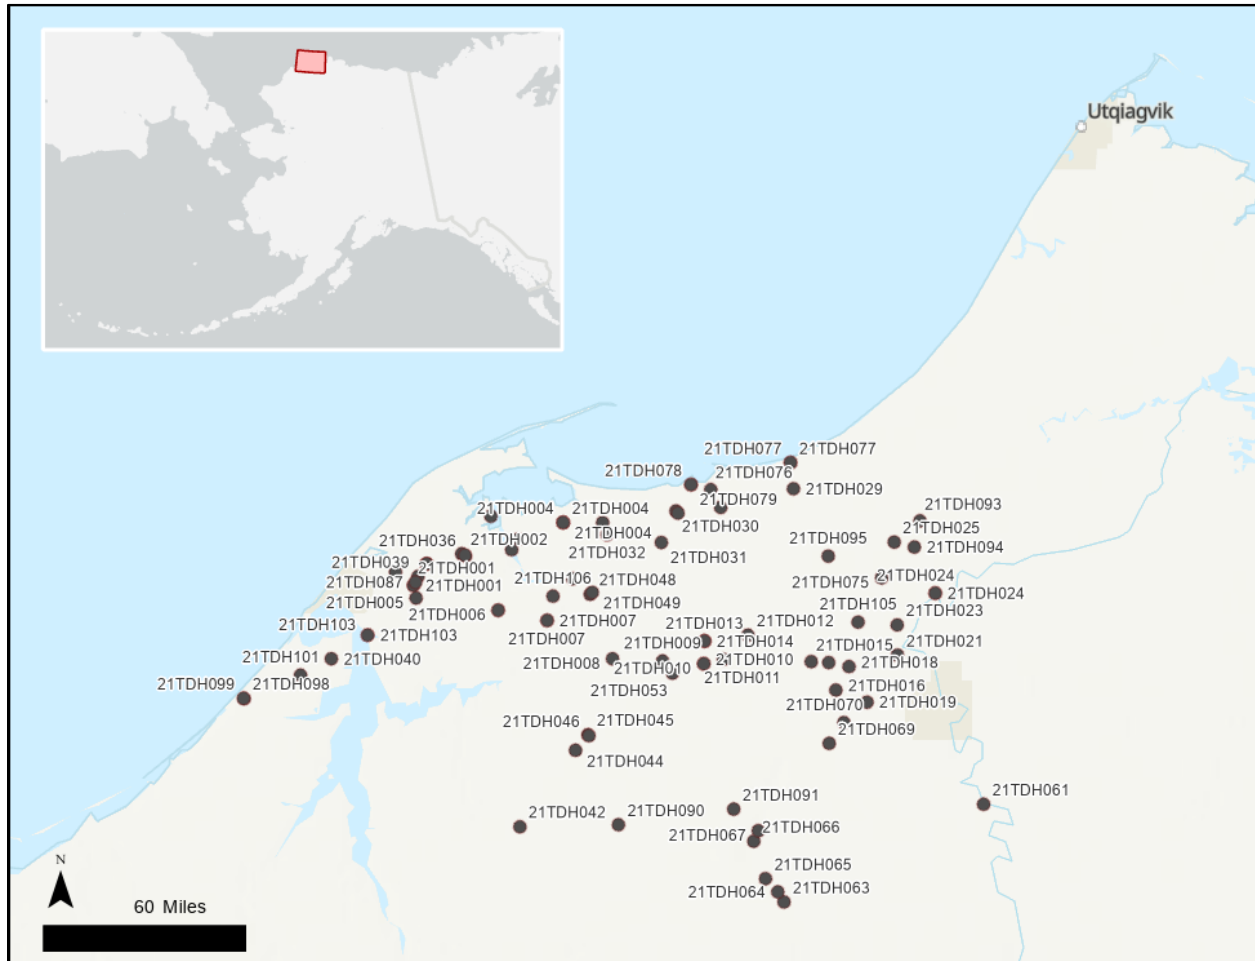 Utqiagvik
21TDH077
21TDH077
21TDH078
21TDH076
21TDH029
21TDH079
21TDH004
21TDH004
21TDH093
21TDH030
21TDH004
21TDH025
21TDH036
21TDH002
21TDH032
21TDH031
21TDH095
21TDH094
21TDH039
21TDH001
21TDH087
21TDH001
21TDH106
21TDH048
21TDH075
21TDH024
21TDH024
21TDH005
21TDH049
21TDH105
21TDH023
21TDH006
21TDH103
21TDH007
21TDH013
21TDH012
21TDH103
21TDH007
21TDH009
21TDH014
21TDH015
21TDH021
21TDH101
21TDH040
21TDH008
21TDH010
21TDH010
21TDH018
21TDH011
21TDH099
21TDH098
21TDH053
21TDH016
21TDH070
21TDH019
21TDH046
21TDH045
21TDH069
21TDH044
21TDH061
21TDH042
21TDH090
21TDH091
21TDH067
21TDH066
21TDH065
21TDH064
21TDH063
N
60 Miles